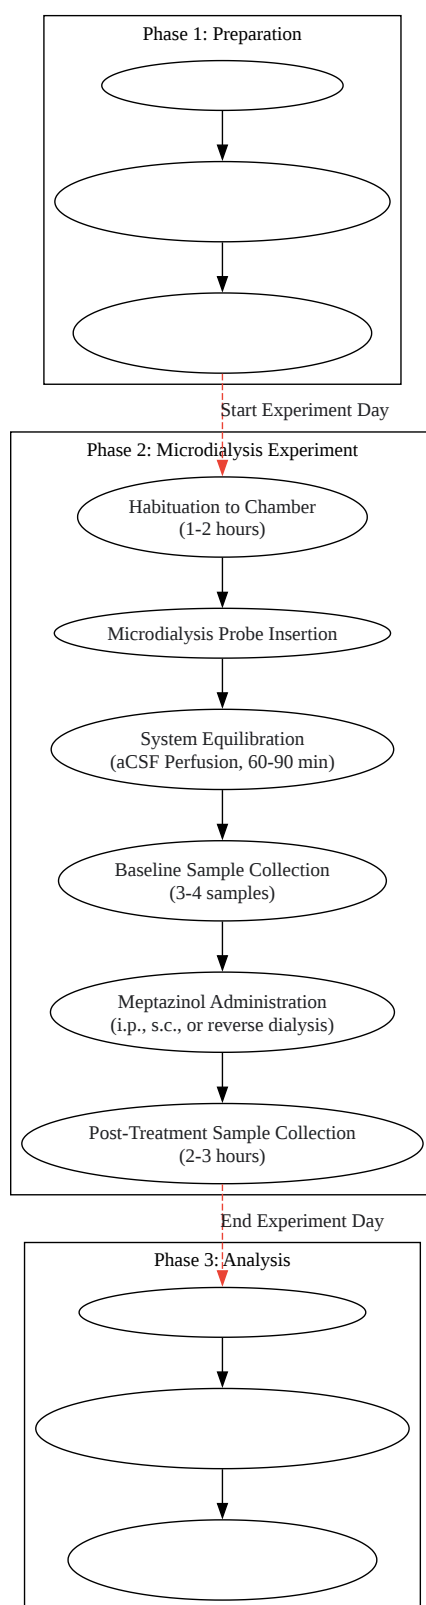 Phase 1: Preparation
Start Experiment Day
Phase 2: Microdialysis Experiment
Habituation to Chamber
(1-2 hours)
Microdialysis Probe Insertion
System Equilibration
(aCSF Perfusion, 60-90 min)
Baseline Sample Collection
(3-4 samples)
Meptazinol Administration
(i.p., s.c., or reverse dialysis)
Post-Treatment Sample Collection
(2-3 hours)
End Experiment Day
Phase 3: Analysis